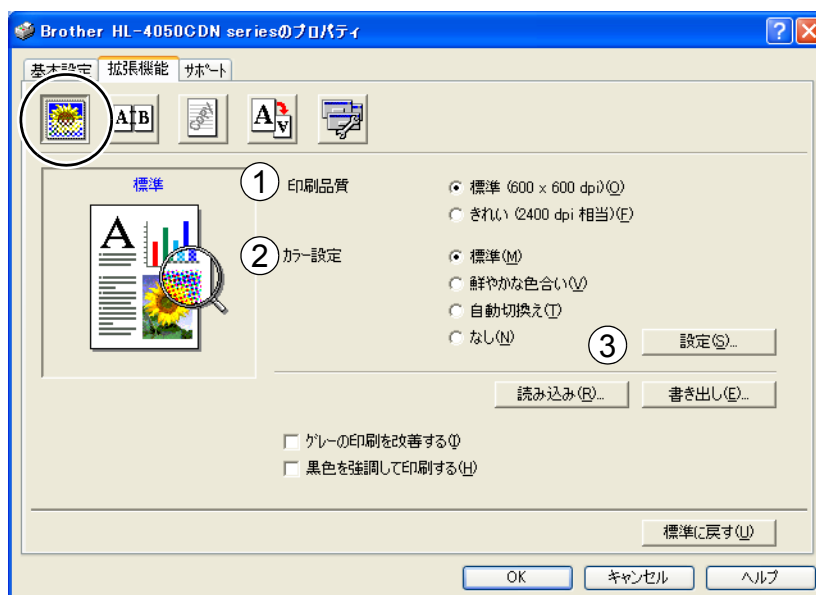 Brother HL-4050CDN seriesのプロパティ
基本設定 拡張機能 サポート
A B COPY A A
標準
A
① 印刷品質
標準 (600 x 600 dpi)(O)
きれい (2400 dpi 相当)(F)
② カラー設定
標準(M)
鮮やかな色合い(V)
自動切換え(T)
なし(N)
③ 設定(S)...
読み込み(R)... 書き出し(E)...
グレーの印刷を改善する(I)
黒色を強調して印刷する(H)
標準に戻す(U)
OK キャンセル ヘルプ